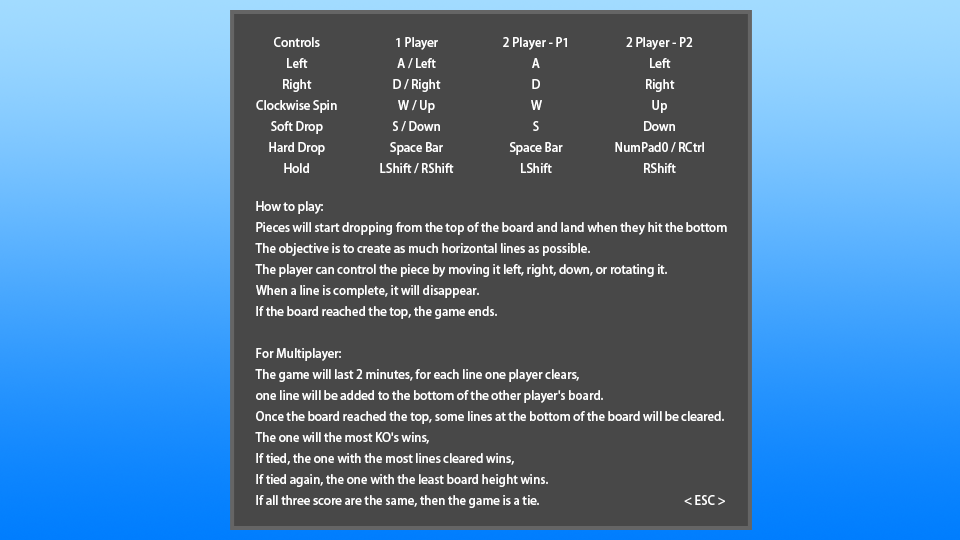 Controls 1 Player 2 Player - P1 2 Player - P2
Left A / Left A Left
Right D / Right D Right
Clockwise Spin W / Up W Up
Soft Drop S / Down S Down
Hard Drop Space Bar Space Bar NumPad0 / RCtrl
Hold LShift / RShift LShift RShift
How to play:
Pieces will start dropping from the top of the board and land when they hit the bottom
The objective is to create as much horizontal lines as possible.
The player can control the piece by moving it left, right, down, or rotating it.
When a line is complete, it will disappear.
If the board reached the top, the game ends.
For Multiplayer:
The game will last 2 minutes, for each line one player clears,
one line will be added to the bottom of the other player's board.
Once the board reached the top, some lines at the bottom of the board will be cleared.
The one will the most KO's wins,
If tied, the one with the most lines cleared wins,
If tied again, the one with the least board height wins.
If all three score are the same, then the game is a tie. < ESC >